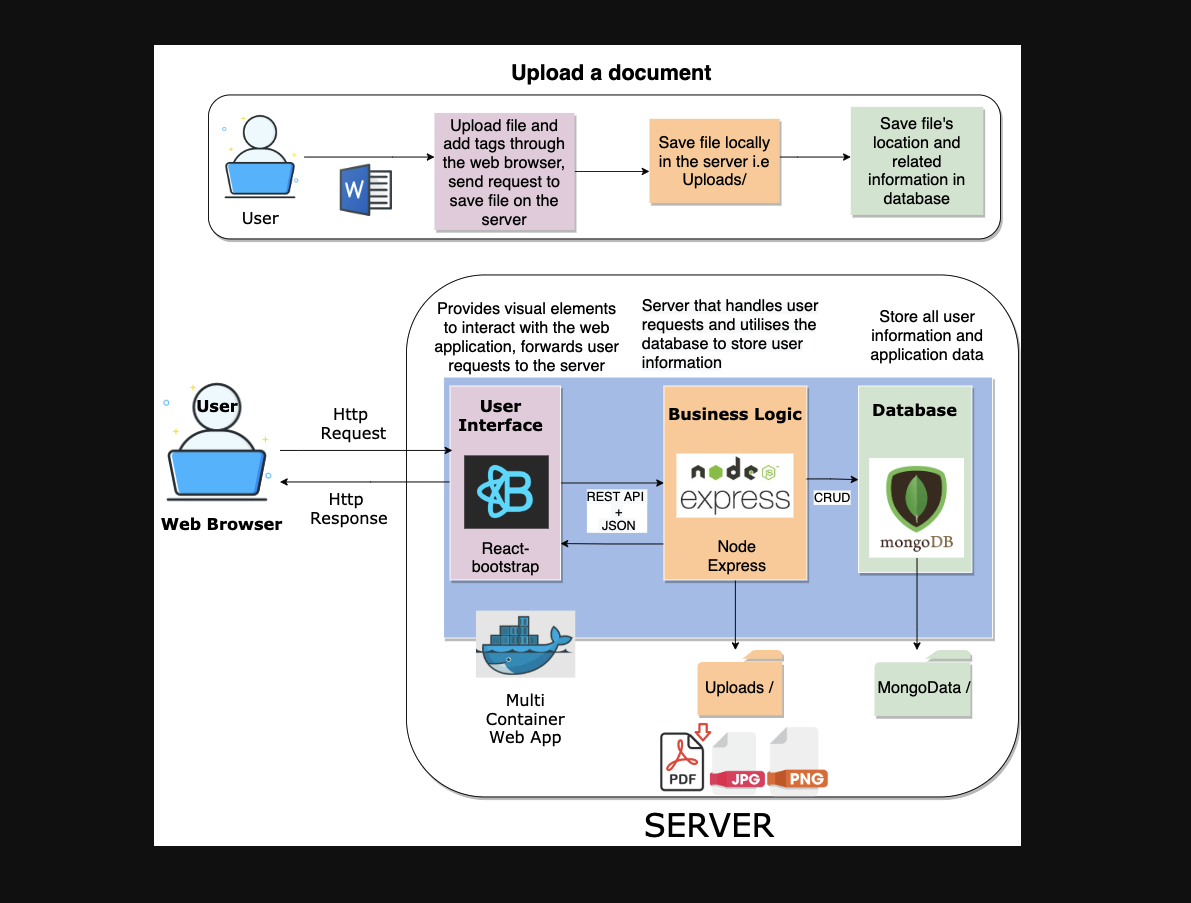 Upload a document
User
W
Upload file and
add tags through
the web browser,
send request to
save file on the
server
Save file locally
in the server i.e
Uploads/
Save file's
location and
related
information in
database
Provides visual elements
to interact with the web
application, forwards user
requests to the server
Server that handles user
requests and utilises the
database to store user
information
Store all user
information and
application data
User
Web Browser
Http
Request
Http
Response
User
Interface
B
React-
bootstrap
REST API
+
JSON
Business Logic
node
JS
express
Node
Express
CRUD
Database
mongoDB
Multi
Container
Web App
Uploads /
MongoData /
PDF
JPG
PNG
SERVER